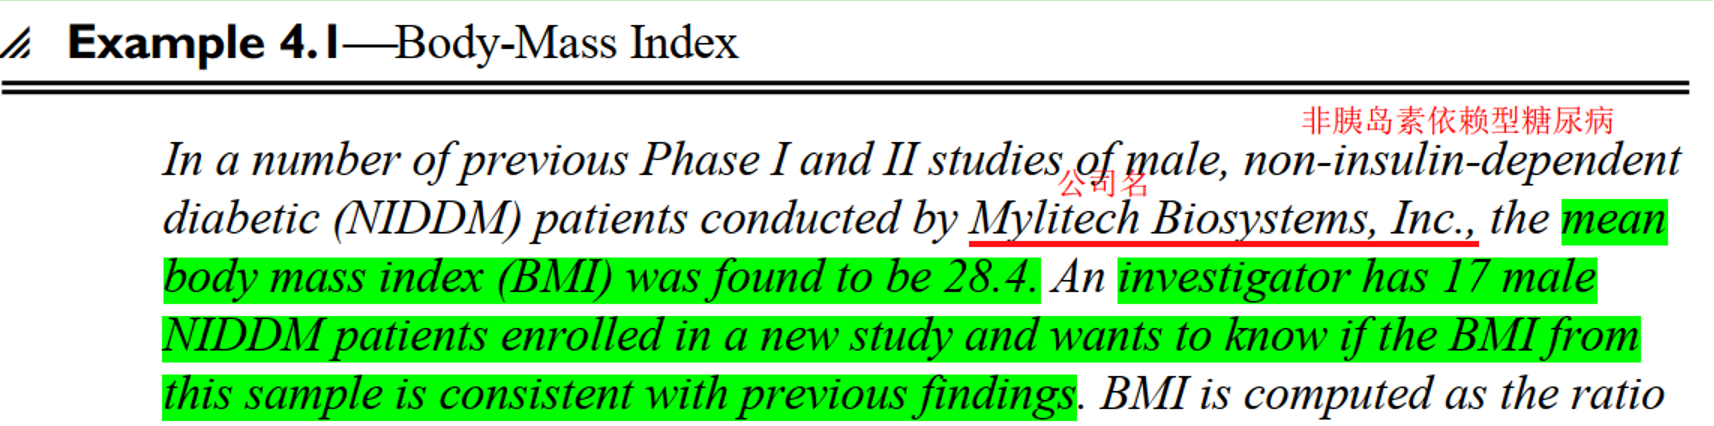 Example 4.1—Body-Mass Index
非胰岛素依赖型糖尿病
In a number of previous Phase I and II studies of male, non-insulin-dependent
公司名
diabetic (NIDDM) patients conducted by Mylitech Biosystems, Inc., the mean
body mass index (BMI) was found to be 28.4. An investigator has 17 male
NIDDM patients enrolled in a new study and wants to know if the BMI from
this sample is consistent with previous findings. BMI is computed as the ratio